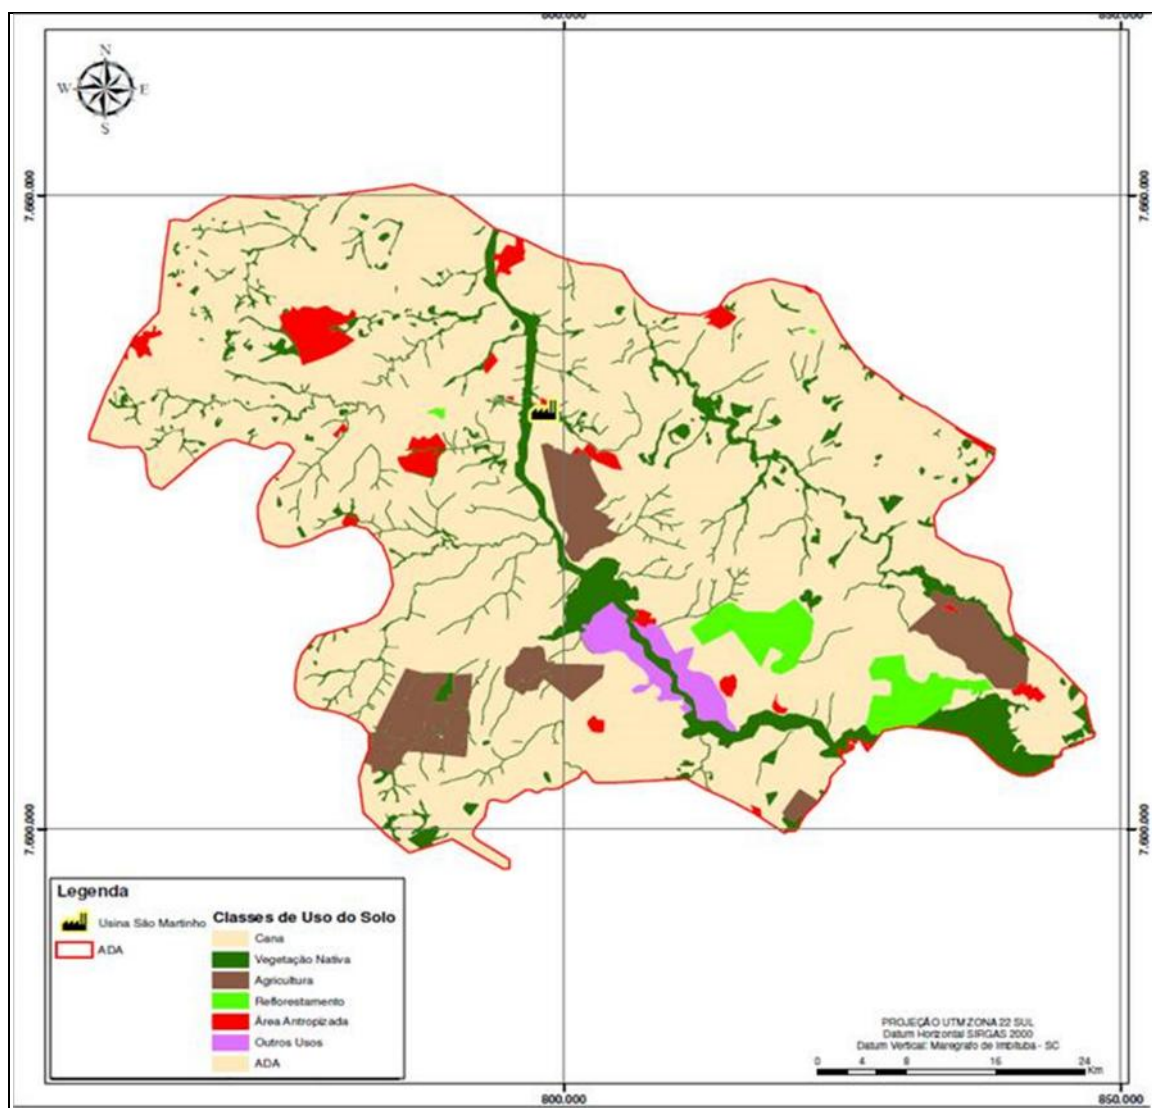 800.000
850.000
N
W
E
S
7.660.000
7.660.000
7.600.000
7.600.000
Legenda
Usina São Martinho
ADA
Classes de Uso do Solo
Cana
Vegetação Nativa
Agricultura
Reflorestamento
Área Antropizada
Outros Usos
ADA
PROJEÇÃO UTM ZONA 22 SUL
Datum Horizontal SIRGAS 2000
Datum Vertical: Maregrafo de Imbituba - SC
0 4 8 16 24
Km
800.000
850.000